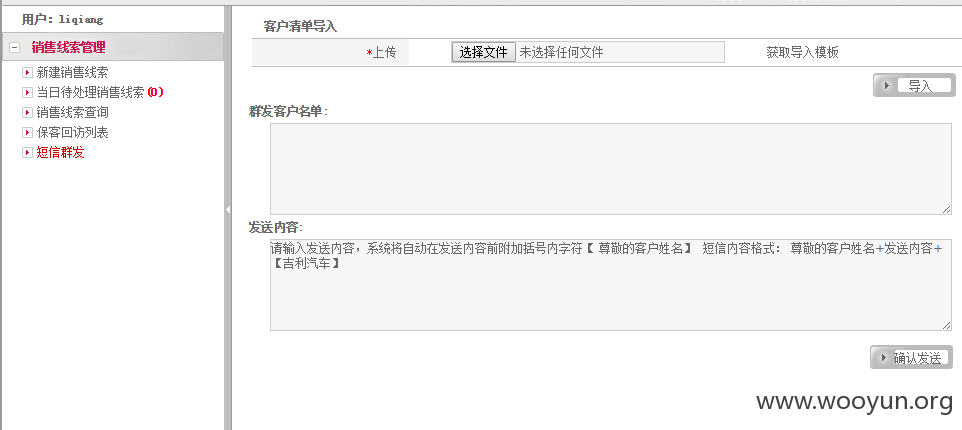 用户：liqiang
销售线索管理
新建销售线索
当日待处理销售线索(0)
销售线索查询
保客回访列表
短信群发
客户清单导入
*上传 选择文件 未选择任何文件 获取导入模板
导入
群发客户名单:
发送内容:
请输入发送内容，系统将自动在发送内容前附加括号内字符【 尊敬的客户姓名】 短信内容格式: 尊敬的客户姓名+发送内容+
【吉利汽车】
确认发送
www.wooyun.org